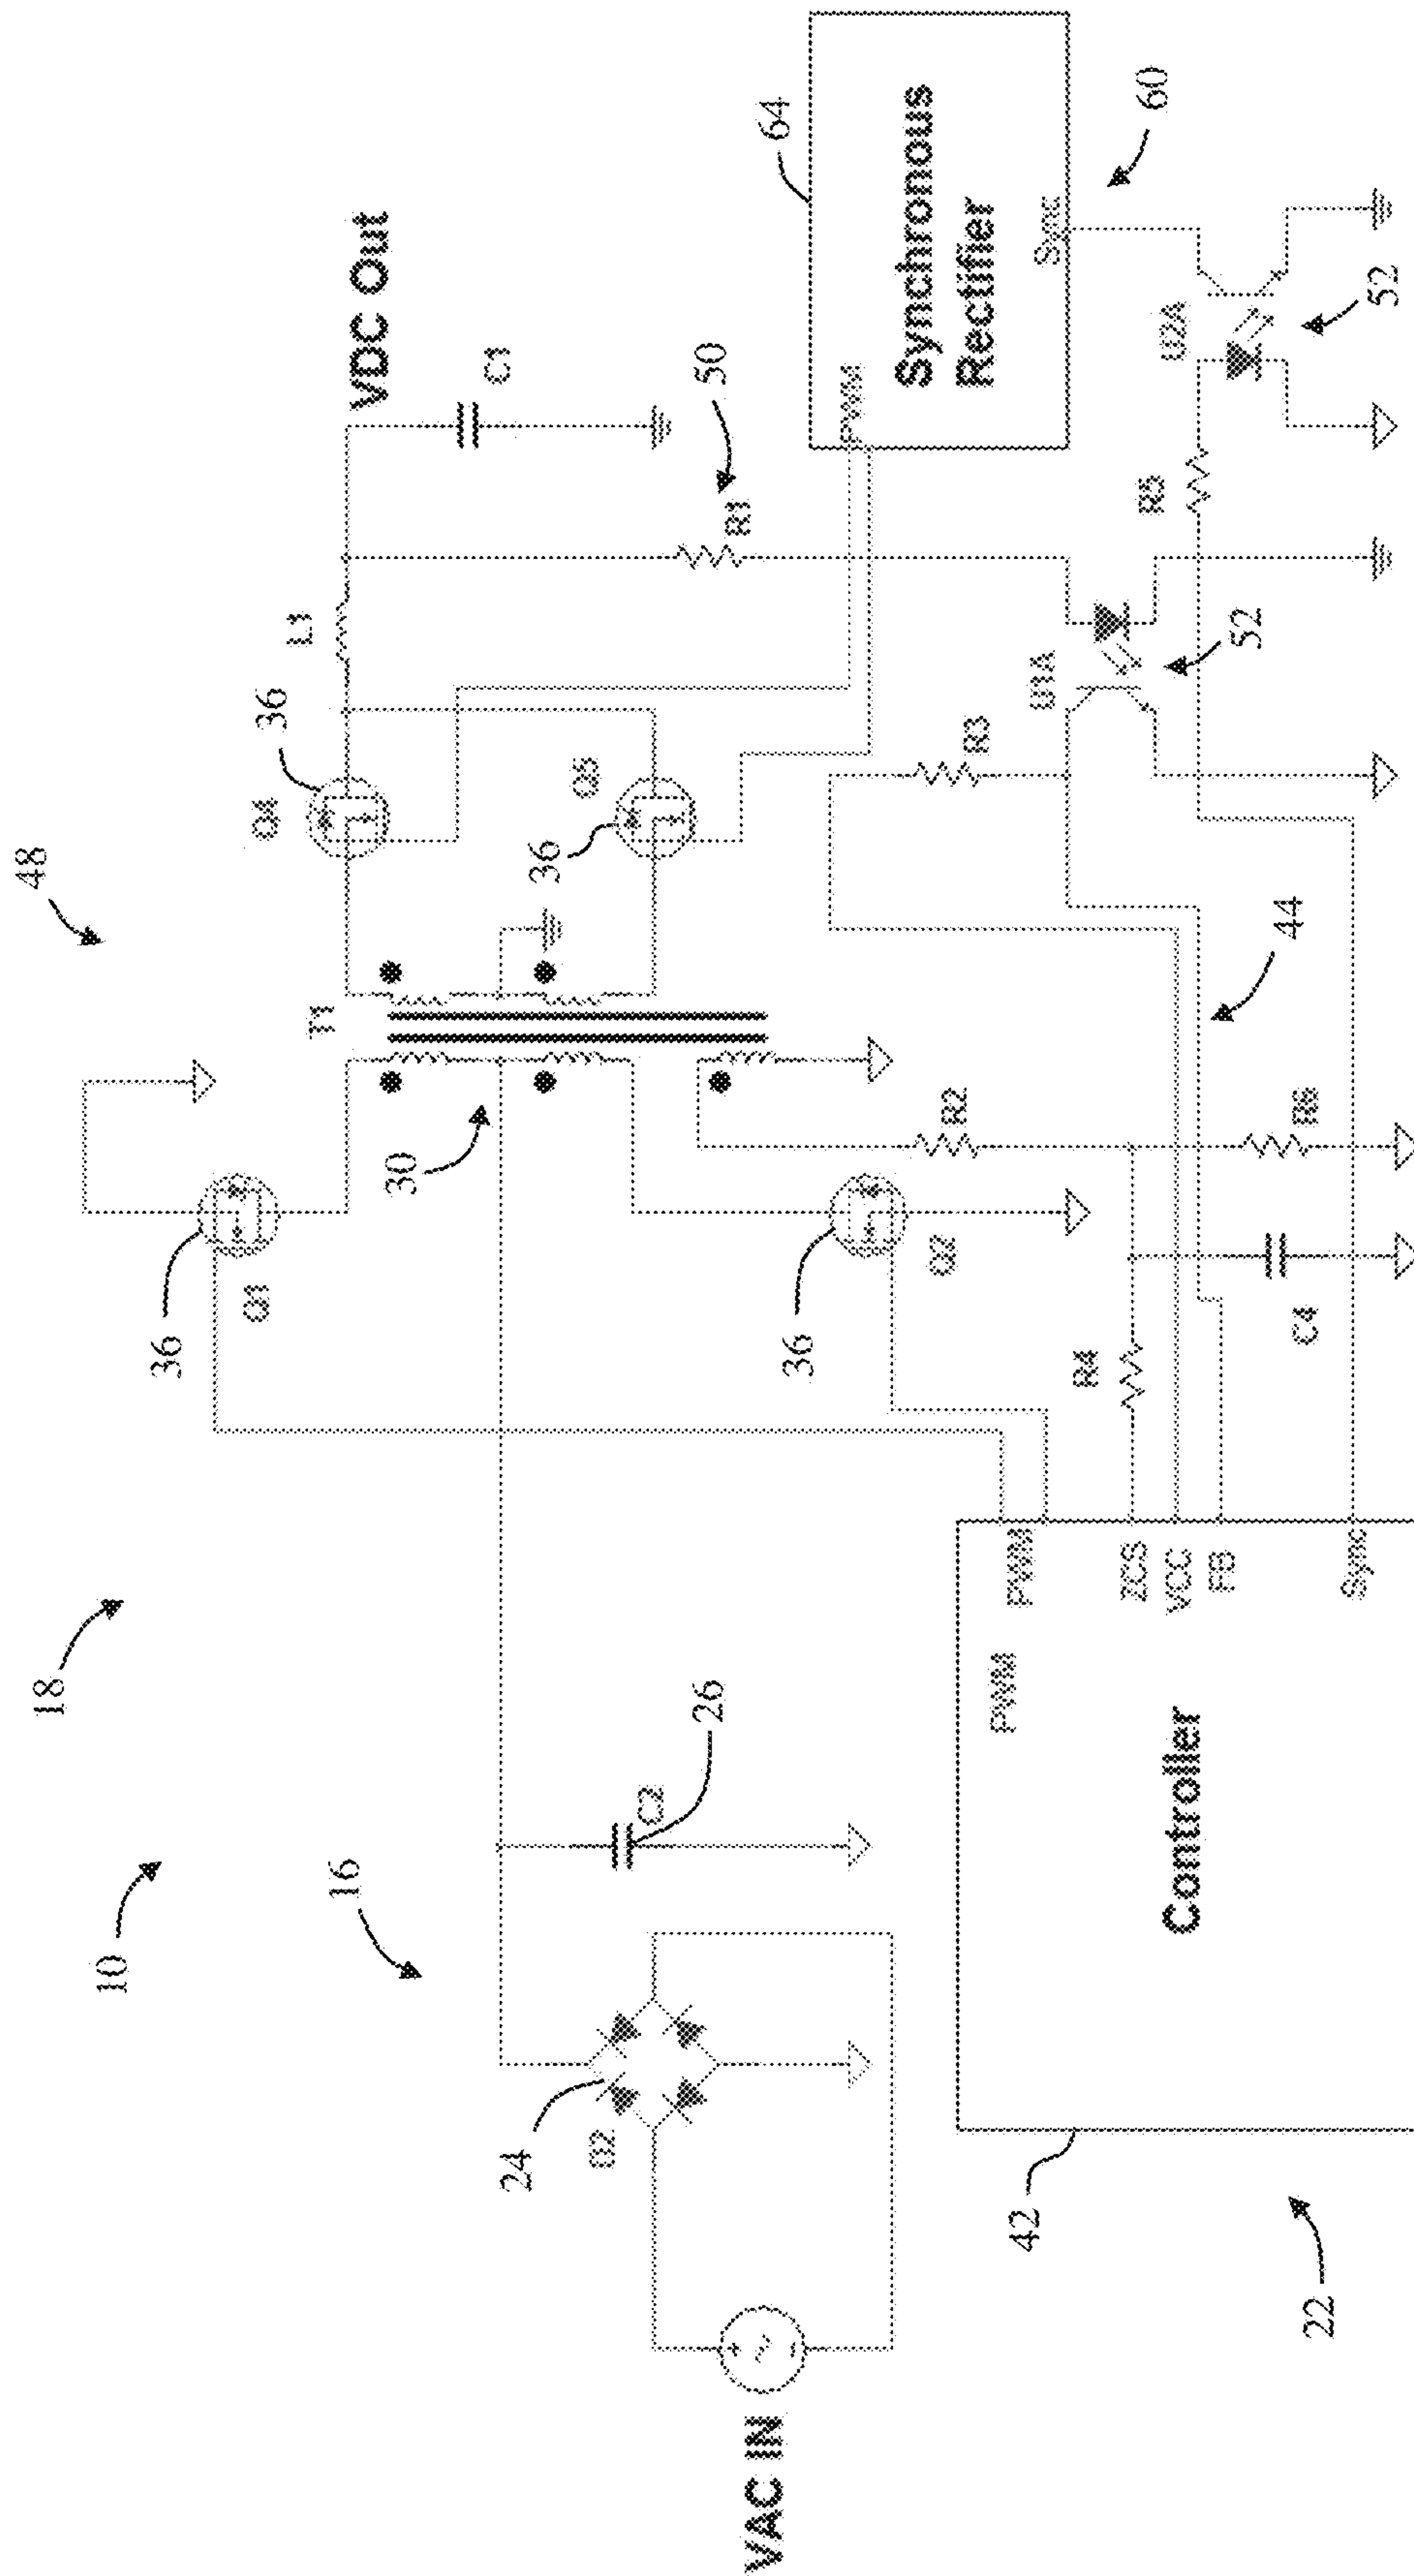 48
18
10
16
36
Q1
30
T1
Q4
36
L1
VDC Out
C1
36
Q5
50
R1
64
Synchronous
Rectifier
PWM
Sync
60
24
D2
C2
26
36
Q2
R2
R3
U1A
52
R5
U2A
52
44
R4
C4
R6
VAC IN
42
22
Controller
PWM
PWM
ZCS
VCC
FB
Sync